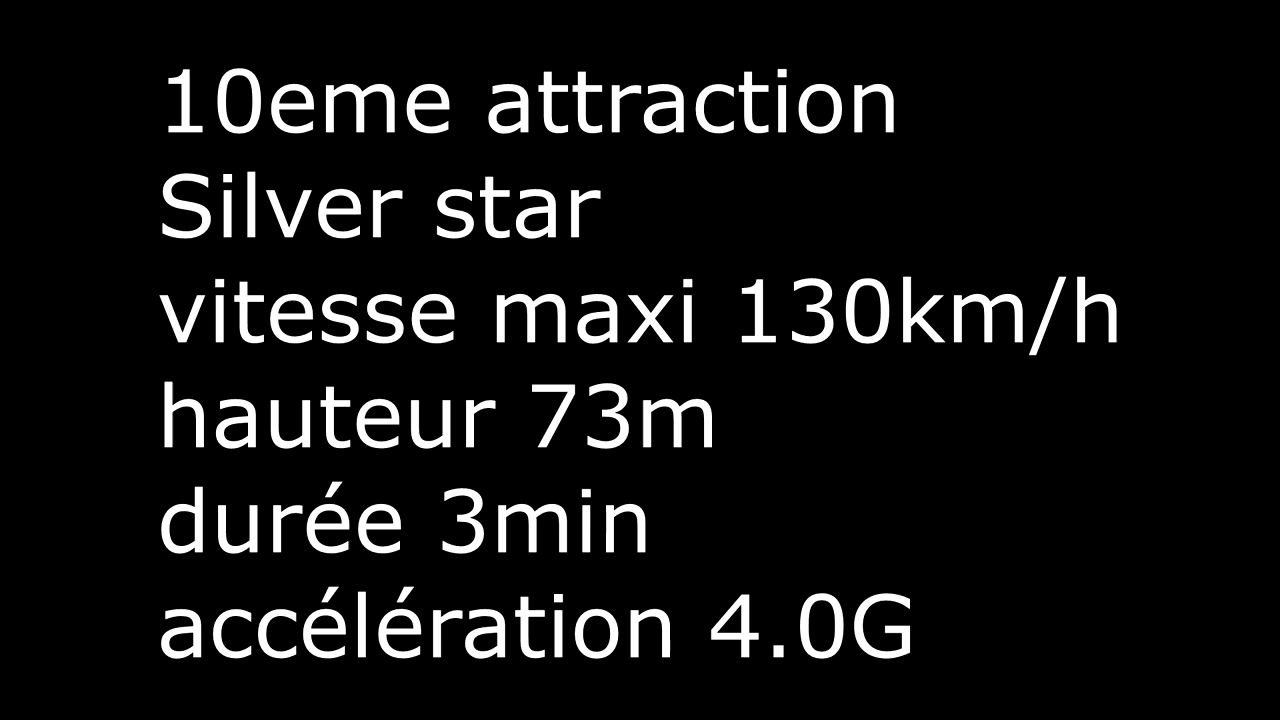 10eme attraction
Silver star
vitesse maxi 130km/h
hauteur 73m
durée 3min
accélération 4.0G